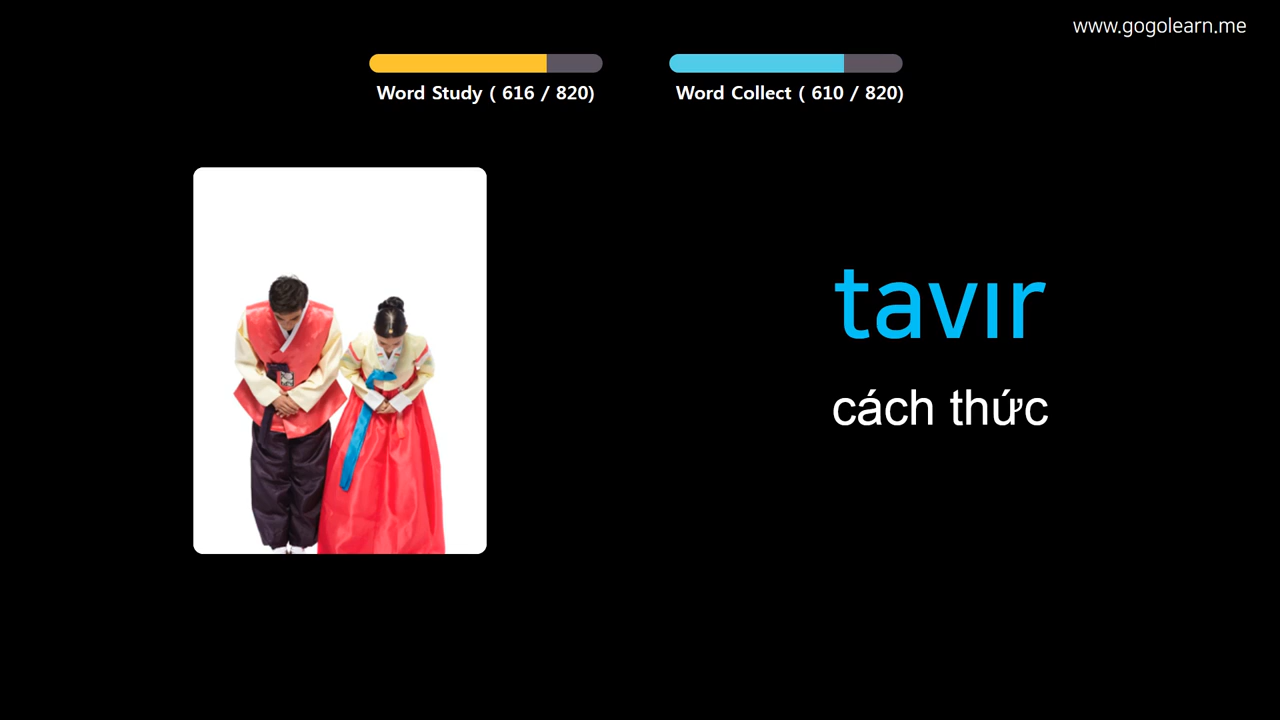 www.gogolearn.me
Word Study ( 616 / 820)
Word Collect ( 610 / 820)
tavır
cách thức